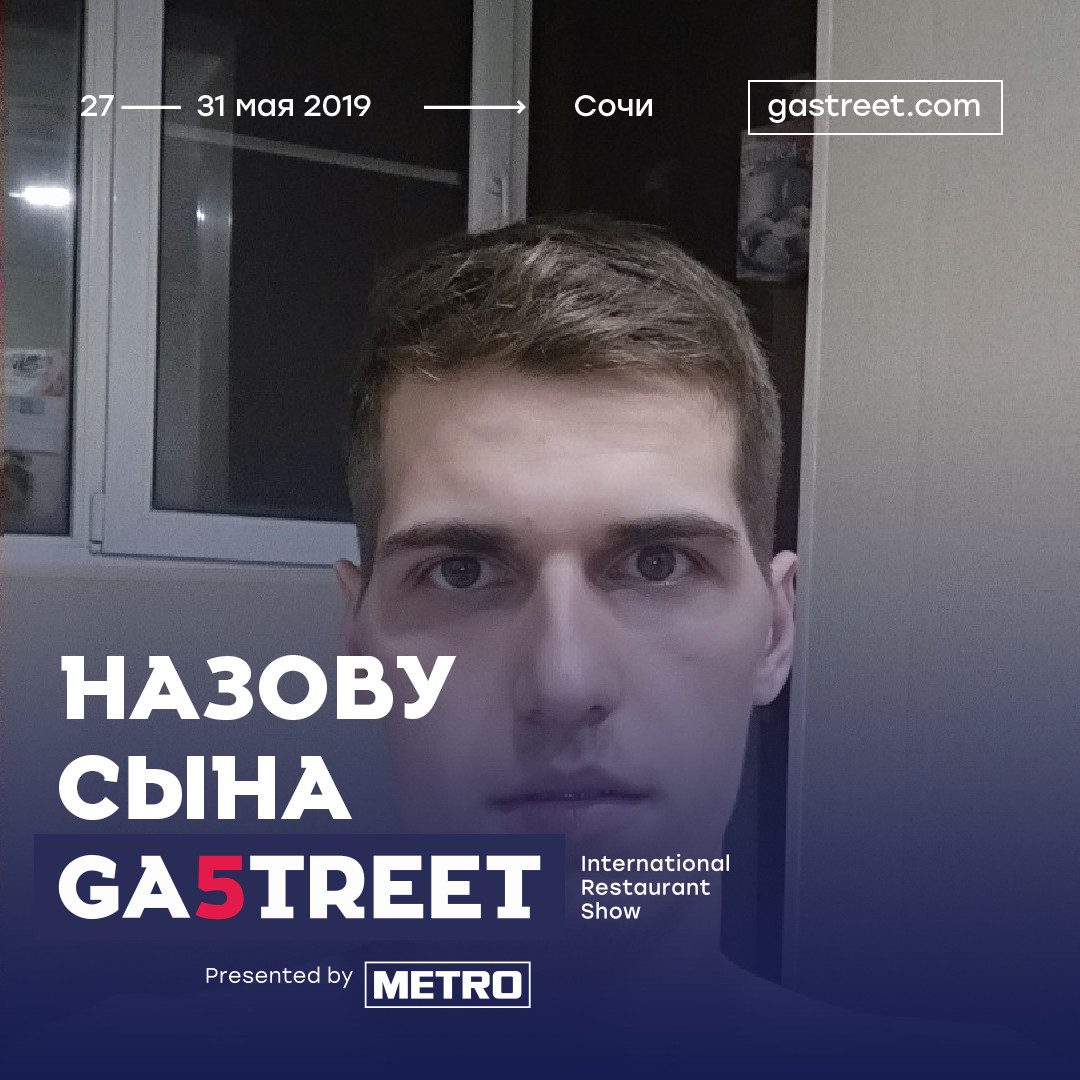 27 — 31 мая 2019 → Сочи gastreet.com
НАЗОВУ
СЫНА
GA5TREET
International
Restaurant
Show
Presented by METRO